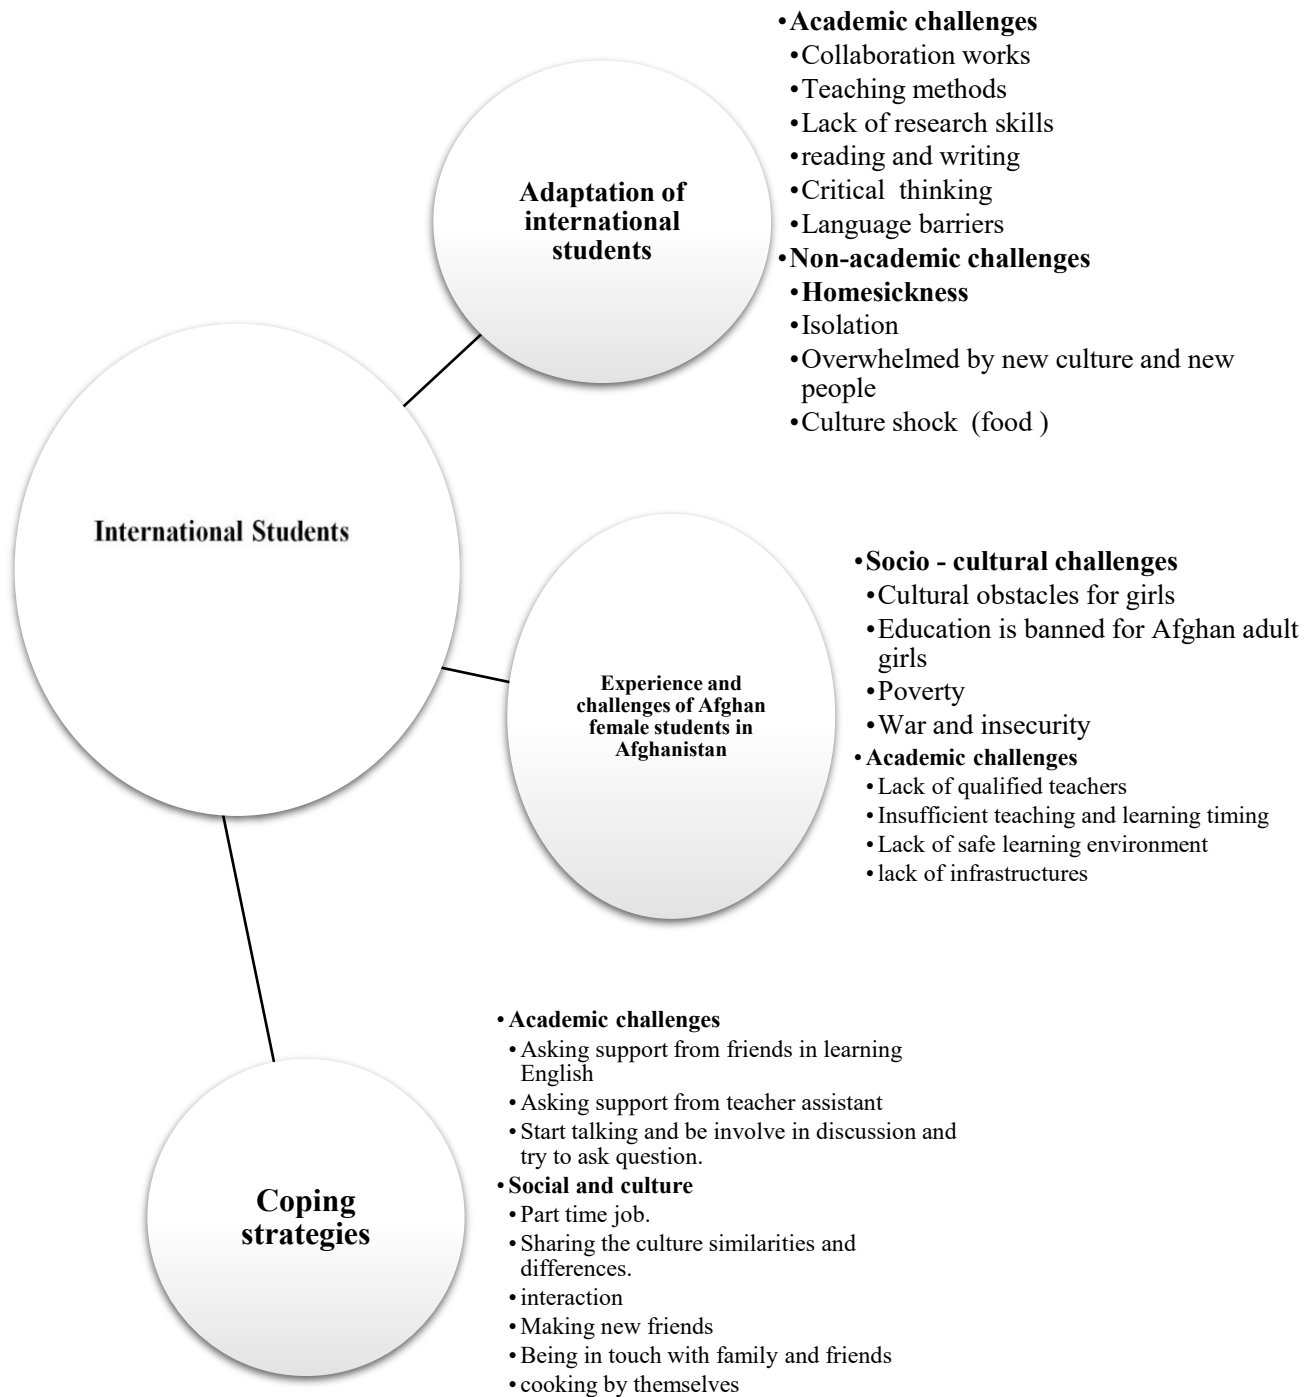 •Academic challenges
•Collaboration works
•Teaching methods
•Lack of research skills
•reading and writing
•Critical thinking
•Language barriers
•Non-academic challenges
•Homesickness
•Isolation
•Overwhelmed by new culture and new
people
•Culture shock (food )
Adaptation of
international
students
International Students
Experience and
challenges of Afghan
female students in
Afghanistan
•Socio - cultural challenges
•Cultural obstacles for girls
•Education is banned for Afghan adult
girls
•Poverty
•War and insecurity
•Academic challenges
•Lack of qualified teachers
•Insufficient teaching and learning timing
•Lack of safe learning environment
•lack of infrastructures
Coping
strategies
•Academic challenges
•Asking support from friends in learning
English
•Asking support from teacher assistant
•Start talking and be involve in discussion and
try to ask question.
•Social and culture
•Part time job.
•Sharing the culture similarities and
differences.
•interaction
•Making new friends
•Being in touch with family and friends
•cooking by themselves